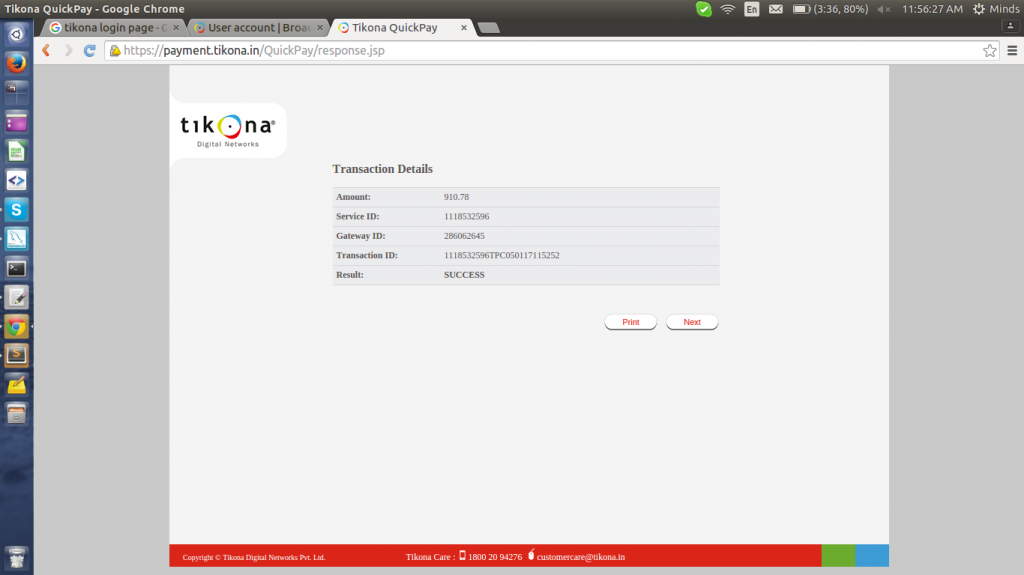 Tikona QuickPay - Google Chrome
En
(3:36, 80%)
11:56:27 AM
Minds
tikona login page - G
User account | Broa
Tikona QuickPay
https://payment.tikona.in/QuickPay/response.jsp
tikona®
Digital Networks
Transaction Details
Amount: 910.78
Service ID: 1118532596
Gateway ID: 286062645
Transaction ID: 1118532596TPC050117115252
Result: SUCCESS
Print
Next
Copyright © Tikona Digital Networks Pvt. Ltd.
Tikona Care : 1800 20 94276 customercare@tikona.in